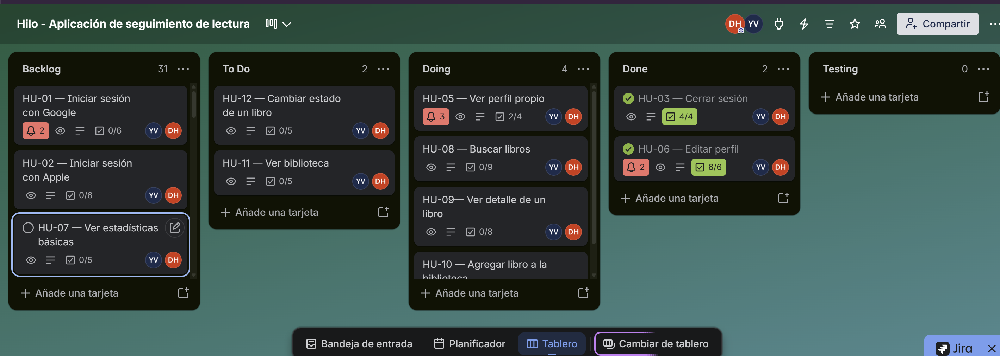 Hilo - Aplicación de seguimiento de lectura
DH
YV
Compartir
Backlog
31
HU-01 — Iniciar sesión
con Google
2
0/6
YV
DH
HU-02 — Iniciar sesión
con Apple
0/6
YV
DH
HU-07 — Ver estadísticas
básicas
0/5
YV
DH
Añade una tarjeta
To Do
2
HU-12 — Cambiar estado
de un libro
0/5
YV
DH
HU-11 — Ver biblioteca
0/5
YV
DH
Añade una tarjeta
Doing
4
HU-05 — Ver perfil propio
3
2/4
YV
DH
HU-08 — Buscar libros
0/9
YV
DH
HU-09— Ver detalle de un
libro
0/8
YV
DH
HU-10 — Agregar libro a la
biblioteca
Añade una tarjeta
Done
2
HU-03 — Cerrar sesión
4/4
YV
DH
HU-06 — Editar perfil
2
6/6
YV
DH
Añade una tarjeta
Testing
0
Añade una tarjeta
Bandeja de entrada
Planificador
Tablero
Cambiar de tablero
Jira